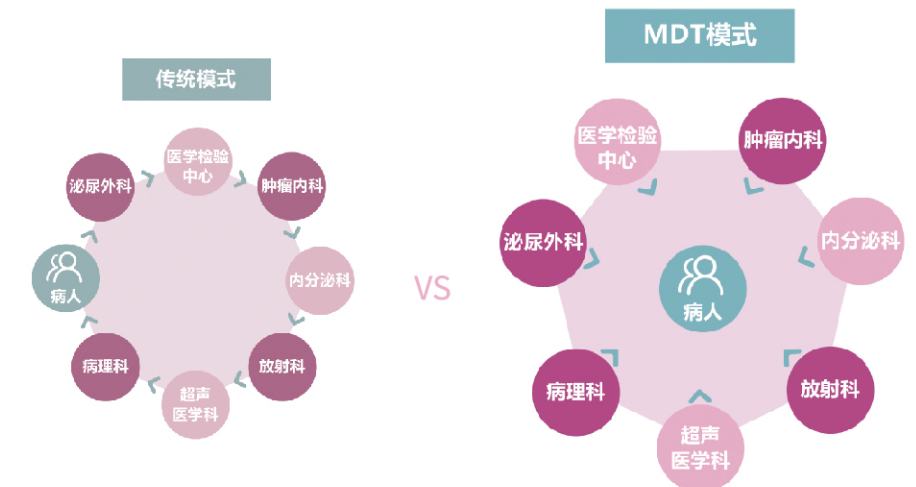 传统模式
医学检验
中心
泌尿外科
肿瘤内科
病人
内分泌科
病理科
放射科
超声
医学科
VS
MDT模式
医学检验
中心
肿瘤内科
泌尿外科
内分泌科
病人
病理科
放射科
超声
医学科